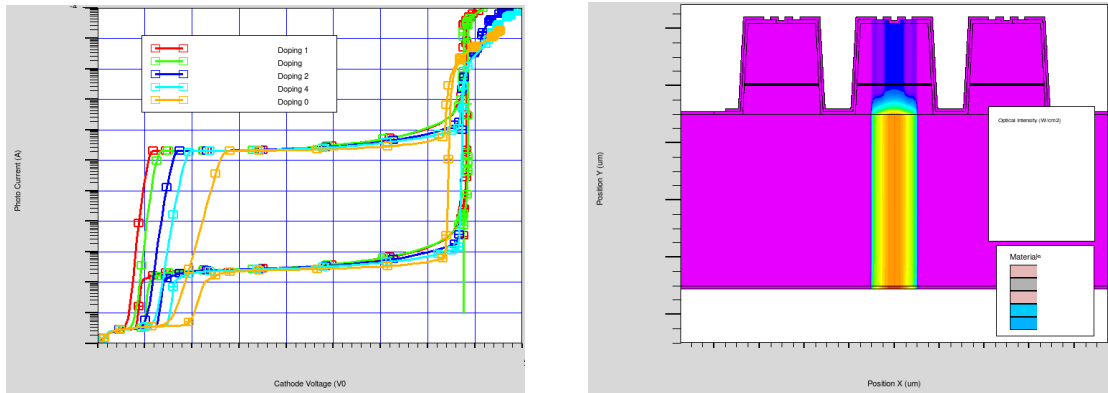 Doping 1
Doping
Doping 2
Doping 4
Doping 0
Photo Current (A)
Cathode Voltage (V0
Optical intensity (W/cm2)
Position Y (um)
Materials
Position X (um)